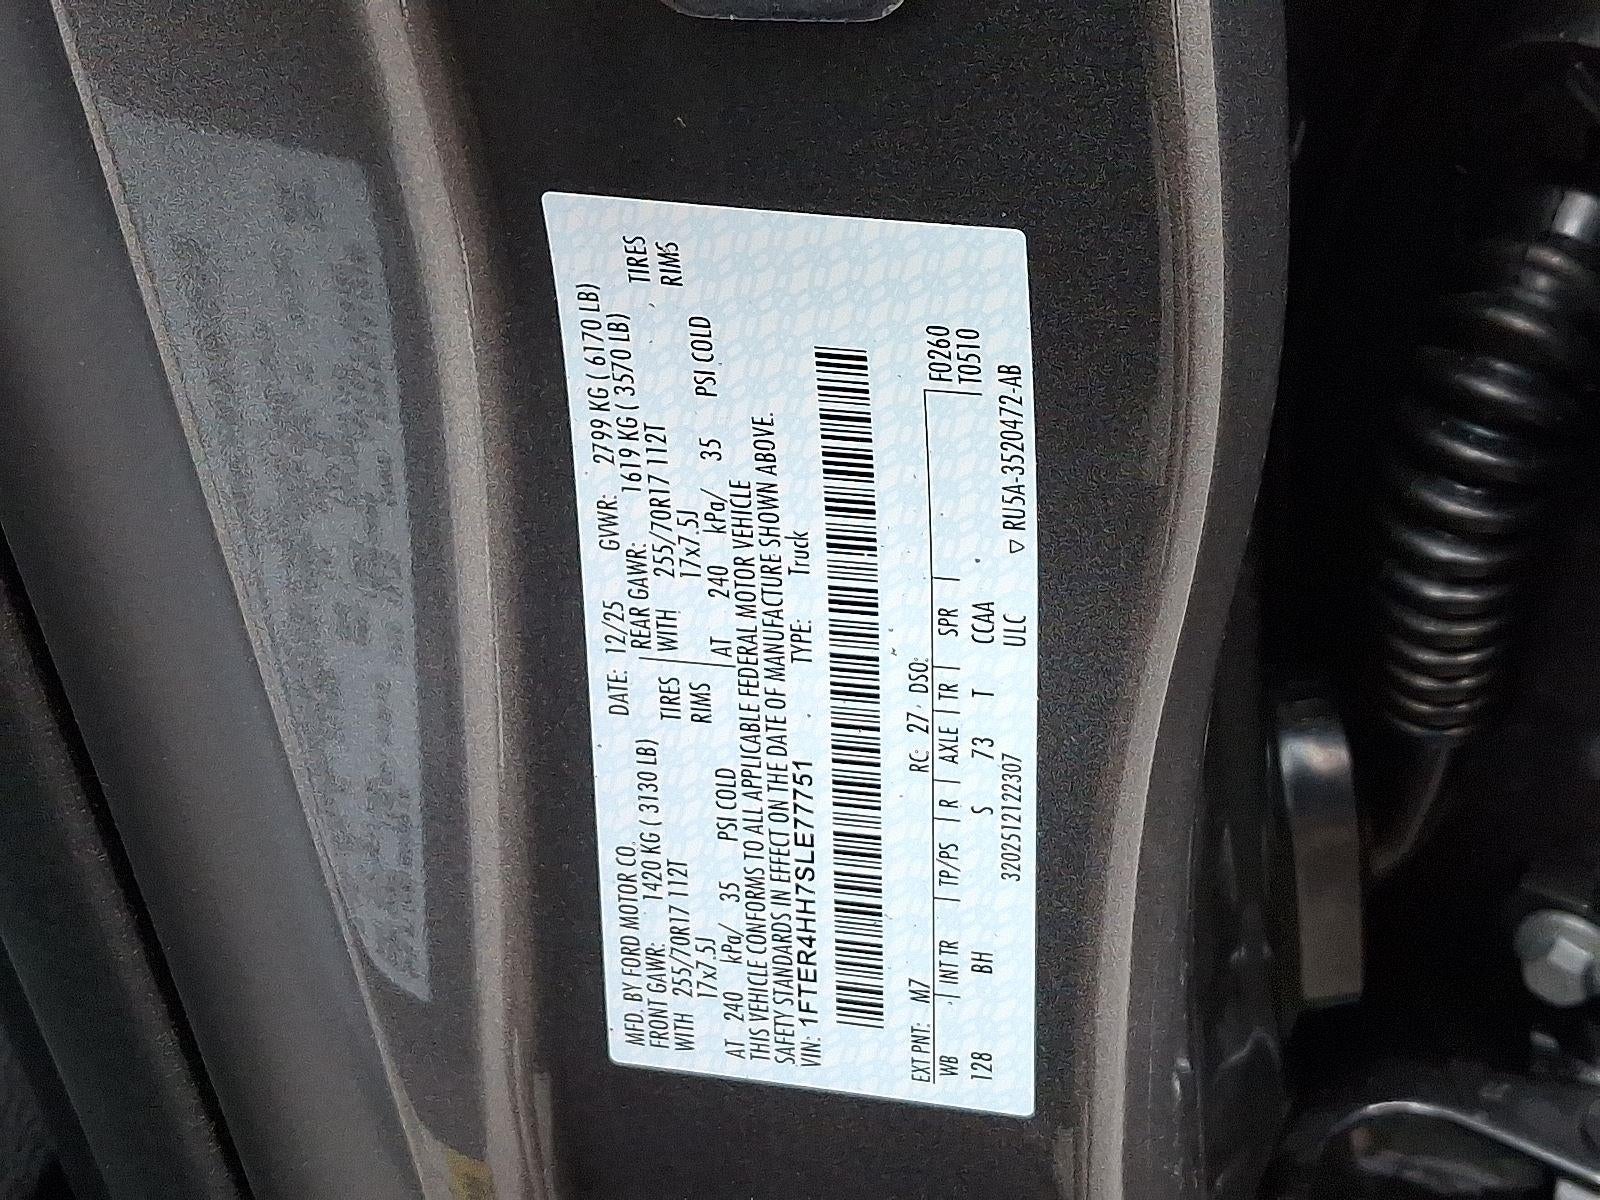 MFD. BY FORD MOTOR CO. DATE: 12/25 GVWR: 2799 KG ( 6170 LB)
FRONT GAWR: 1420 KG ( 3130 LB) REAR GAWR: 1619 KG ( 3570 LB)
WITH 255/70R17 112T TIRES WITH 255/70R17 112T TIRES
17x7.5J RIMS 17x7.5J RIMS
AT 240 kPa/ 35 PSI COLD AT 240 kPa/ 35 PSI COLD
THIS VEHICLE CONFORMS TO ALL APPLICABLE FEDERAL MOTOR VEHICLE
SAFETY STANDARDS IN EFFECT ON THE DATE OF MANUFACTURE SHOWN ABOVE.
VIN: 1FTER4HH7SLE77751 TYPE: Truck
EXT PNT: M7 RC: 27 DSO: F0260
WB INT TR TP/PS R AXLE TR SPR T0510
128 BH S 73 T CCAA
3202512122307 ULC ▽ RU5A-3520472-AB